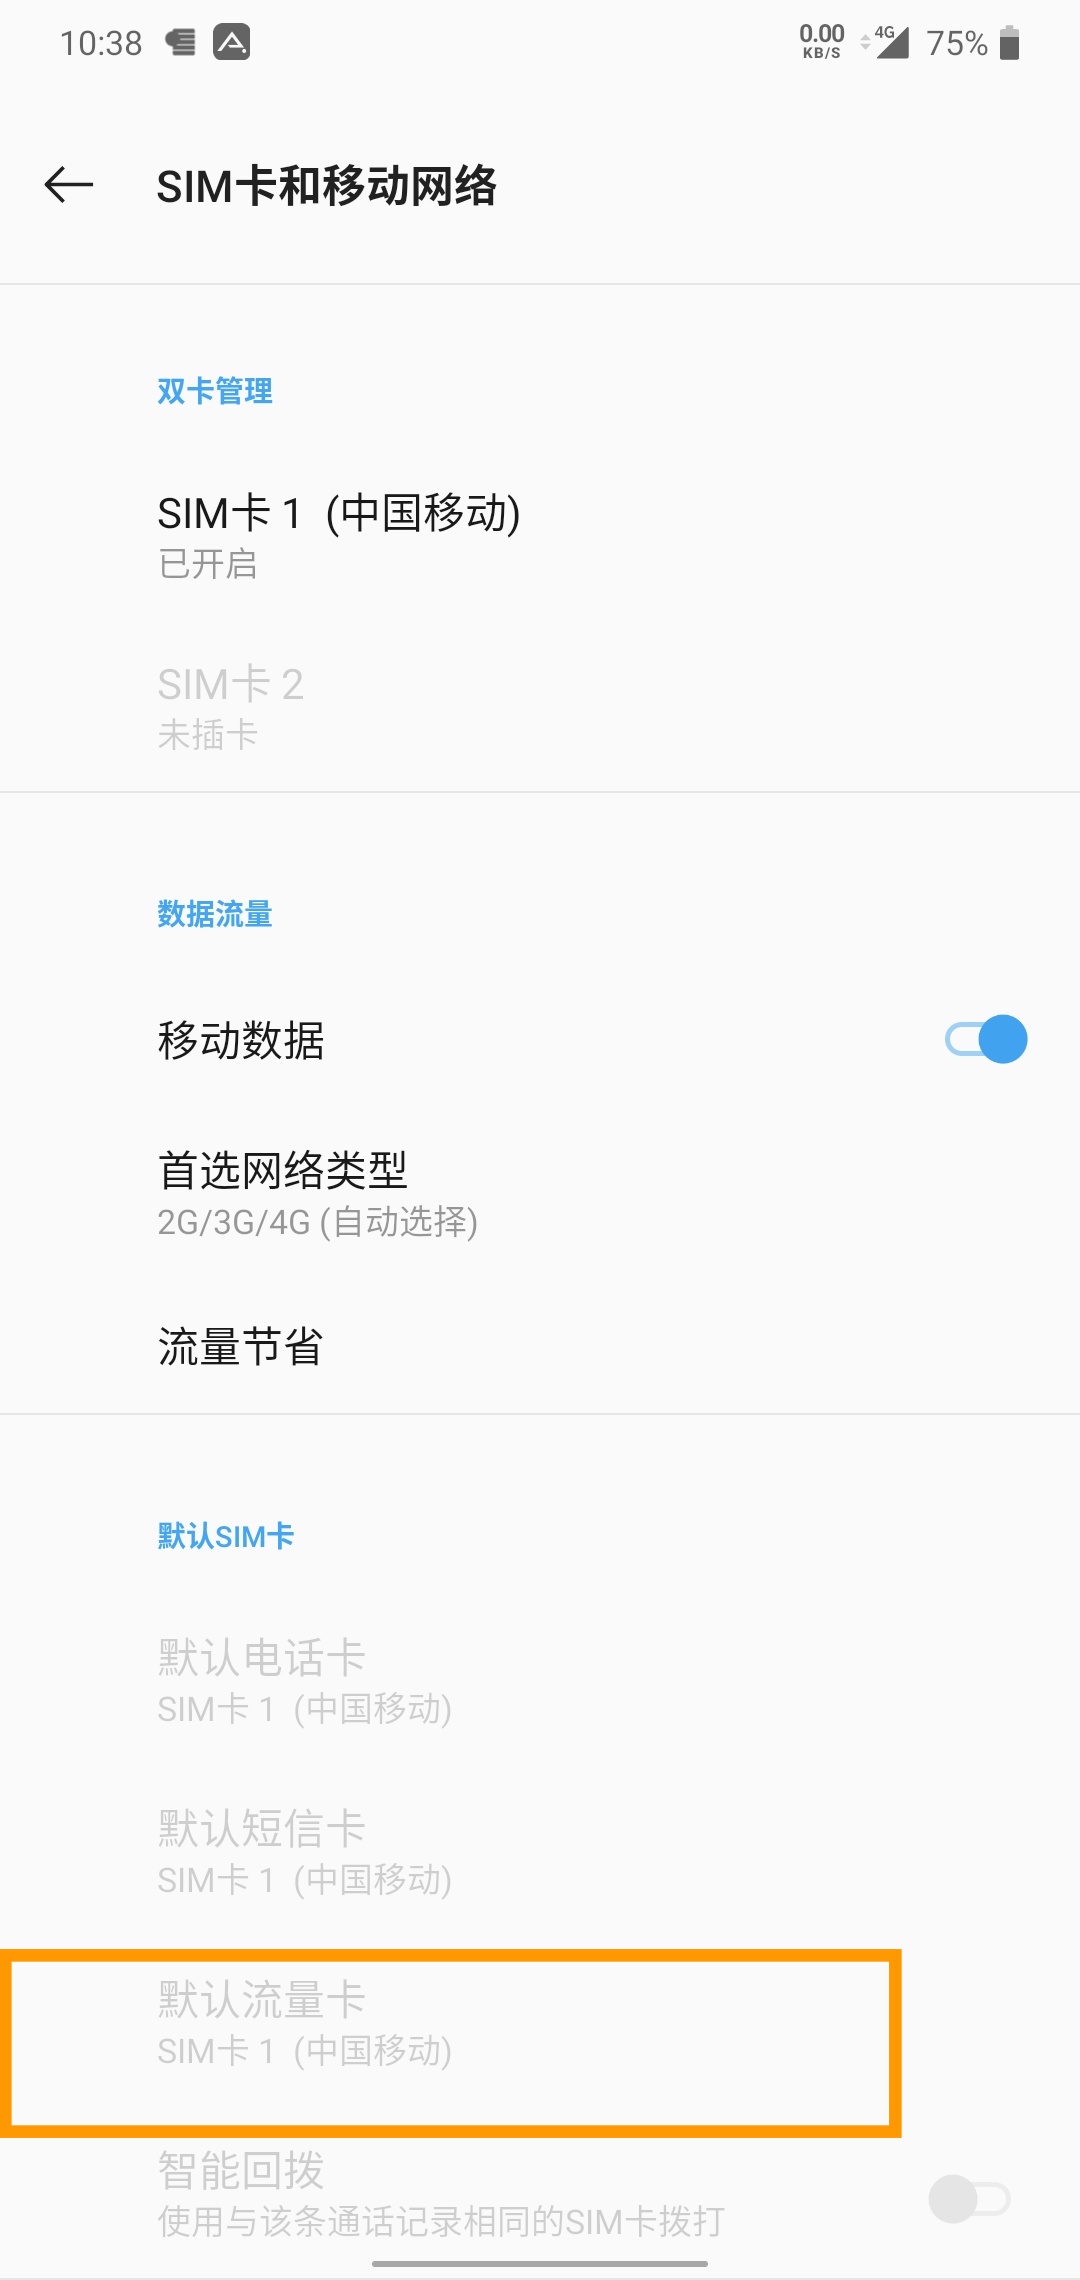 10:38
0.00
KB/S
4G
75%
SIM卡和移动网络
双卡管理
SIM卡 1 (中国移动)
已开启
SIM卡 2
未插卡
数据流量
移动数据
首选网络类型
2G/3G/4G (自动选择)
流量节省
默认SIM卡
默认电话卡
SIM卡 1 (中国移动)
默认短信卡
SIM卡 1 (中国移动)
默认流量卡
SIM卡 1 (中国移动)
智能回拨
使用与该条通话记录相同的SIM卡拨打